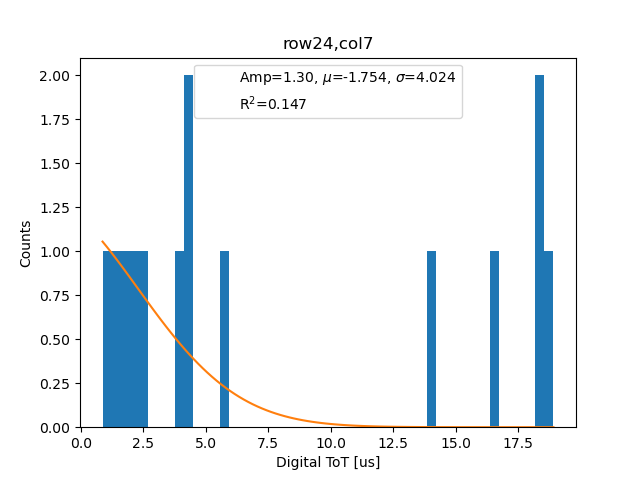 row24,col7
Amp=1.30, μ=-1.754, σ=4.024
R²=0.147
2.00
1.75
1.50
1.25
1.00
0.75
0.50
0.25
0.00
Counts
0.0 2.5 5.0 7.5 10.0 12.5 15.0 17.5
Digital ToT [us]